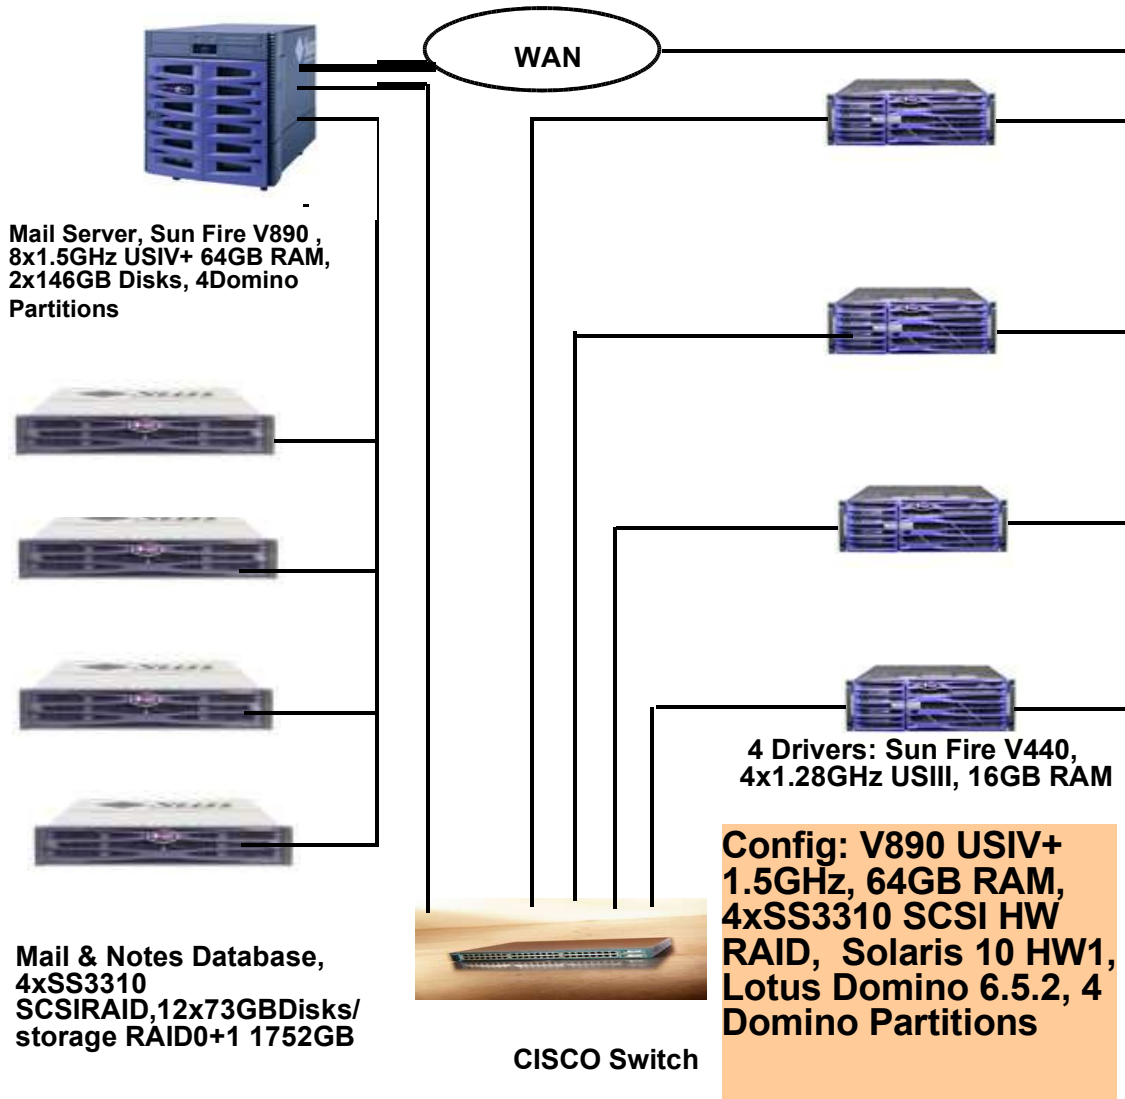 WAN
Mail Server, Sun Fire V890 ,
8x1.5GHz USIV+ 64GB RAM,
2x146GB Disks, 4Domino
Partitions
4 Drivers: Sun Fire V440,
4x1.28GHz USIII, 16GB RAM
Config: V890 USIV+
1.5GHz, 64GB RAM,
4xSS3310 SCSI HW
RAID,  Solaris 10 HW1,
Lotus Domino 6.5.2, 4
Domino Partitions
Mail & Notes Database,
4xSS3310
SCSIRAID,12x73GBDisks/
storage RAID0+1 1752GB
CISCO Switch